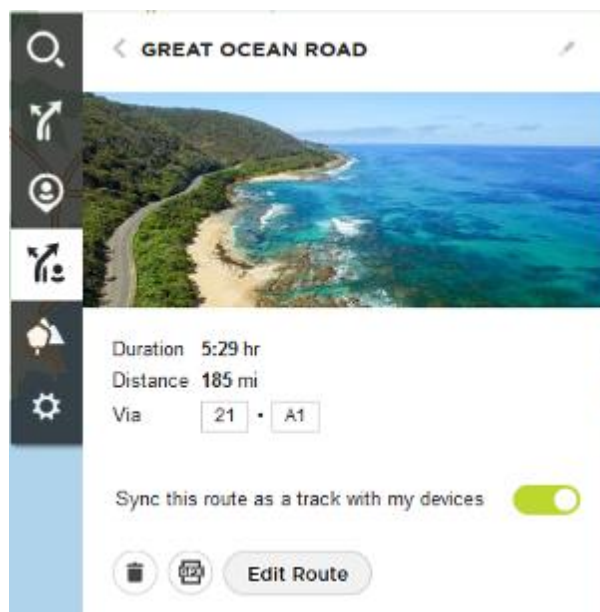 GREAT OCEAN ROAD
Duration 5:29 hr
Distance 185 mi
Via 21 • A1
Sync this route as a track with my devices
Edit Route